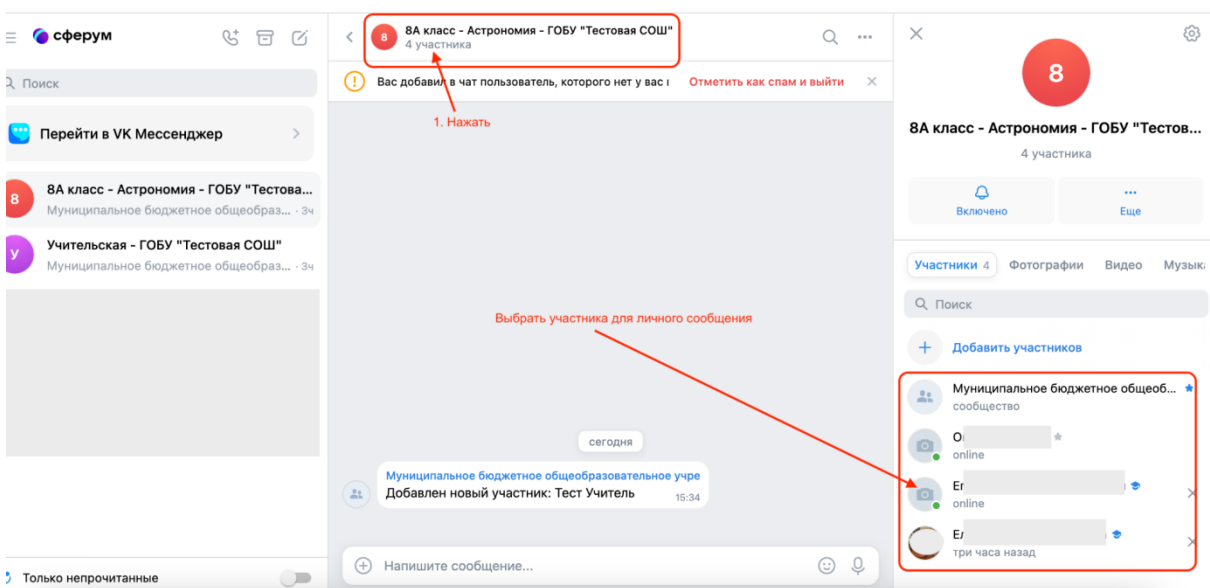 сферум
Поиск
Перейти в VK Мессенджер
8
8А класс - Астрономия - ГОБУ "Тестова...
Муниципальное бюджетное общеобраз... · 3ч
У
Учительская - ГОБУ "Тестовая СОШ"
Муниципальное бюджетное общеобраз... · 3ч
Только непрочитанные
8
8А класс - Астрономия - ГОБУ "Тестовая СОШ"
4 участника
Вас добавил в чат пользователь, которого нет у вас
Отметить как спам и выйти
1. Нажать
Выбрать участника для личного сообщения
сегодня
Муниципальное бюджетное общеобразовательное учре
Добавлен новый участник: Тест Учитель
15:34
Напишите сообщение...
8
8А класс - Астрономия - ГОБУ "Тестов...
4 участника
Включено
Еще
Участники 4 Фотографии Видео Музык
Поиск
Добавить участников
Муниципальное бюджетное общеоб...
сообщество
online
online
три часа назад